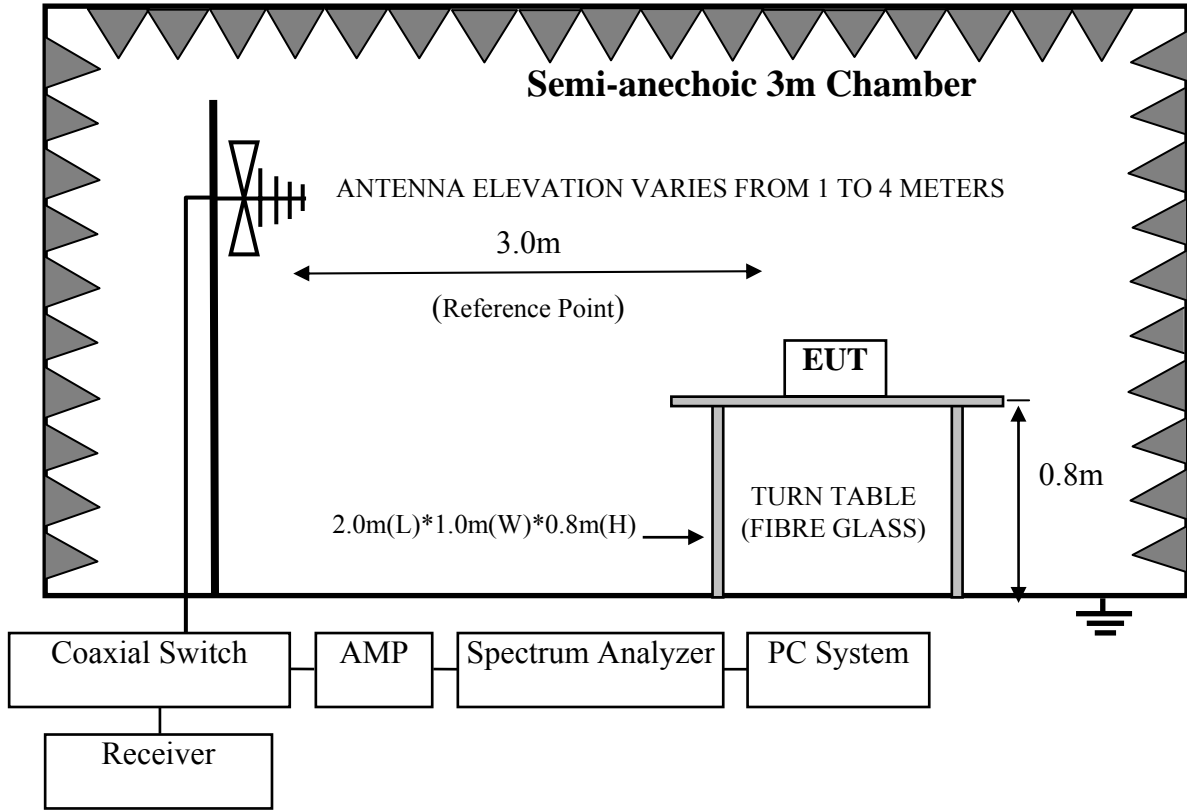 Semi-anechoic 3m Chamber
ANTENNA ELEVATION VARIES FROM 1 TO 4 METERS
3.0m
(Reference Point)
EUT
0.8m
TURN TABLE
(FIBRE GLASS)
2.0m(L)*1.0m(W)*0.8m(H)
Coaxial Switch
AMP
Spectrum Analyzer
PC System
Receiver